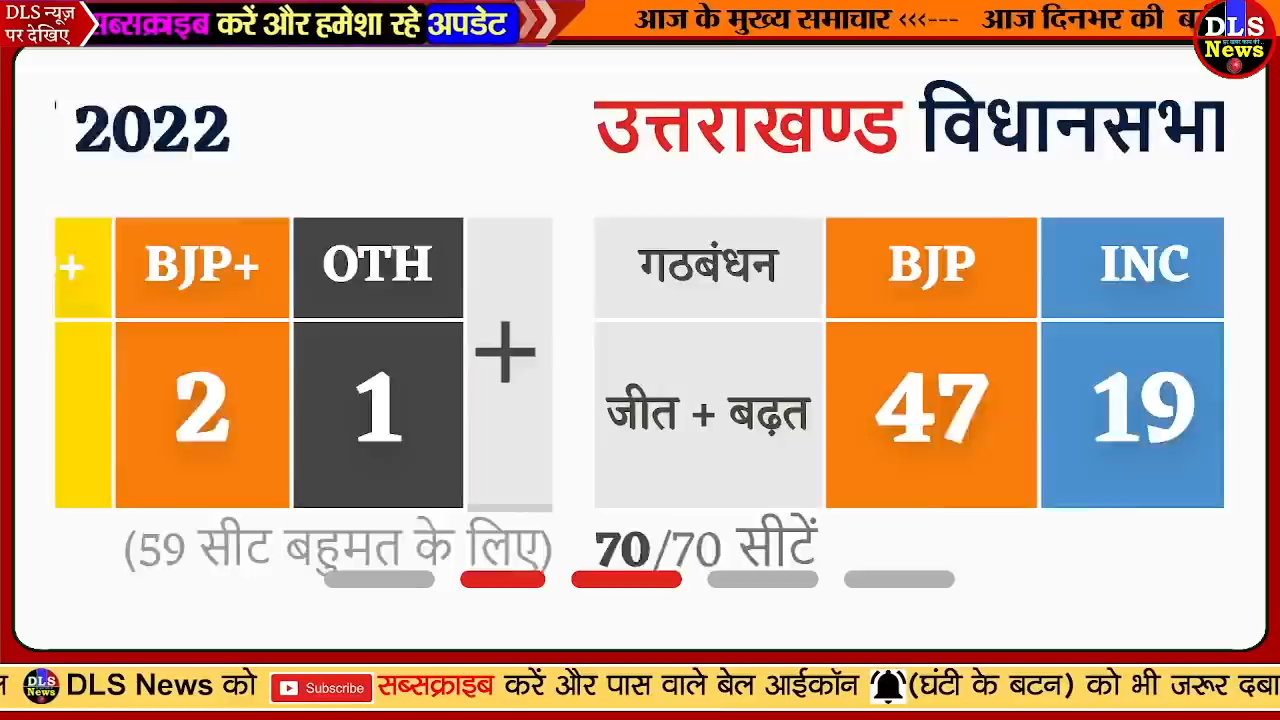 DLS न्यूज़
पर देखिए
सब्सक्राइब करें और हमेशा रहे अपडेट
आज के मुख्य समाचार <<<--- आज दिनभर की
DLS
News
2022
उत्तराखण्ड विधानसभा
+ BJP+ OTH
+
2 1
(59 सीट बहुमत के लिए)
गठबंधन BJP INC
जीत + बढ़त 47 19
70/70 सीटें
DLS News को Subscribe सब्सक्राइब करें और पास वाले बेल आईकॉन (घंटी के बटन) को भी जरूर दबा